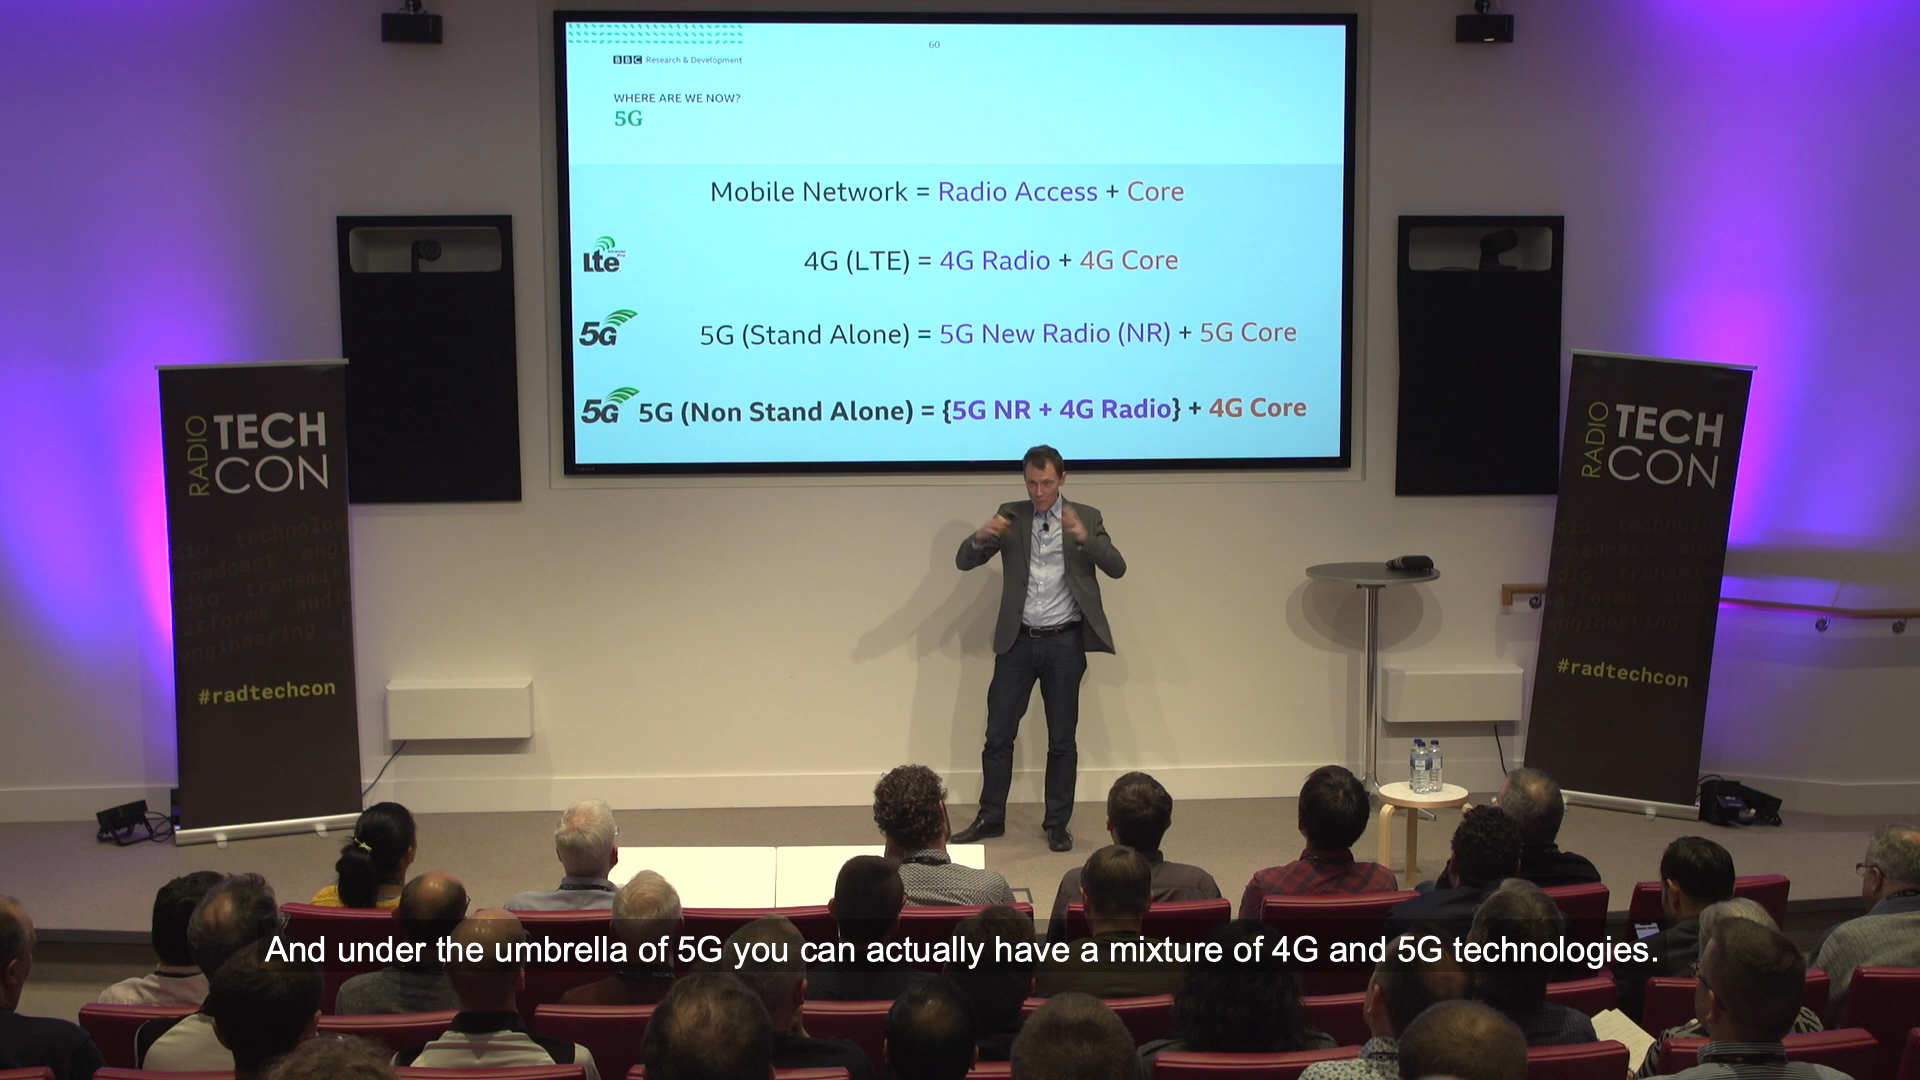 60
BBC Research & Development
WHERE ARE WE NOW?
5G
Mobile Network = Radio Access + Core
LTE
4G (LTE) = 4G Radio + 4G Core
5G
5G (Stand Alone) = 5G New Radio (NR) + 5G Core
5G
5G (Non Stand Alone) = {5G NR + 4G Radio} + 4G Core
RADIO
TECH
CON
#radtechcon
RADIO
TECH
CON
#radtechcon
And under the umbrella of 5G you can actually have a mixture of 4G and 5G technologies.